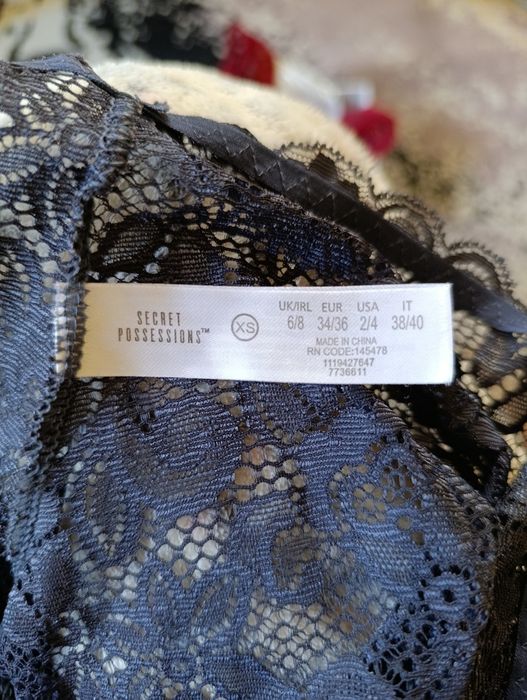 SECRET
POSSESSIONS™
XS
UK/IRL EUR USA IT
6/8 34/36 2/4 38/40
MADE IN CHINA
RN CODE:145478
1119427647
7736611